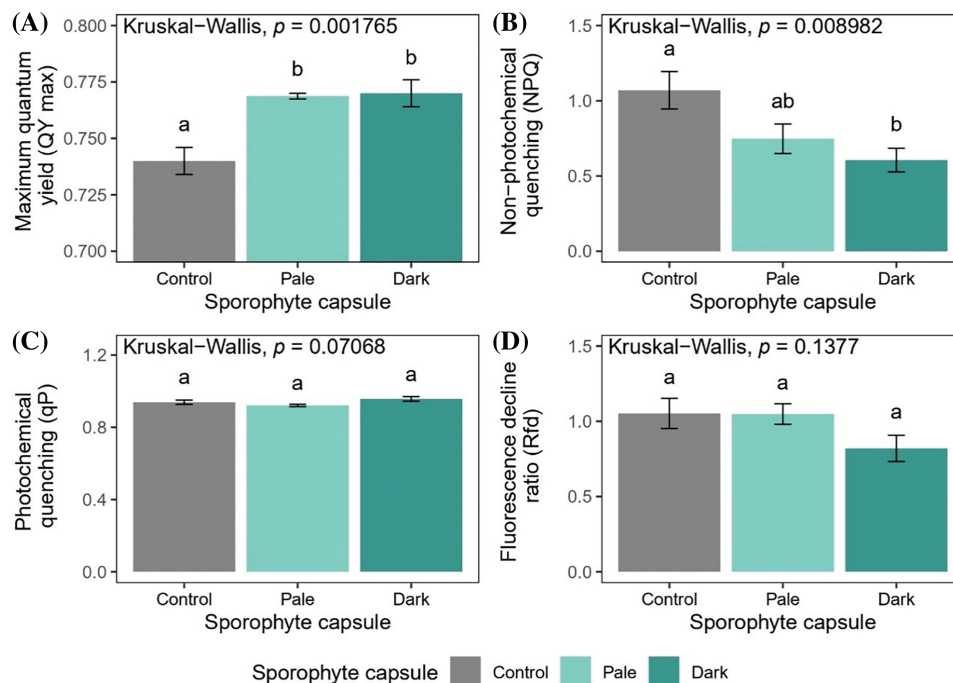 (A)
Kruskal−Wallis, p = 0.001765
Maximum quantum
yield (QY max)
0.800
0.775
0.750
0.725
0.700
a
b
b
Control
Pale
Dark
Sporophyte capsule
(B)
Kruskal−Wallis, p = 0.008982
Non−photochemical
quenching (NPQ)
1.5
1.0
0.5
0.0
a
ab
b
Control
Pale
Dark
Sporophyte capsule
(C)
Kruskal−Wallis, p = 0.07068
Photochemical
quenching (qP)
1.2
0.8
0.4
0.0
a
a
a
Control
Pale
Dark
Sporophyte capsule
(D)
Kruskal−Wallis, p = 0.1377
Fluorescence decline
ratio (Rfd)
1.5
1.0
0.5
0.0
a
a
a
Control
Pale
Dark
Sporophyte capsule
Sporophyte capsule Control Pale Dark